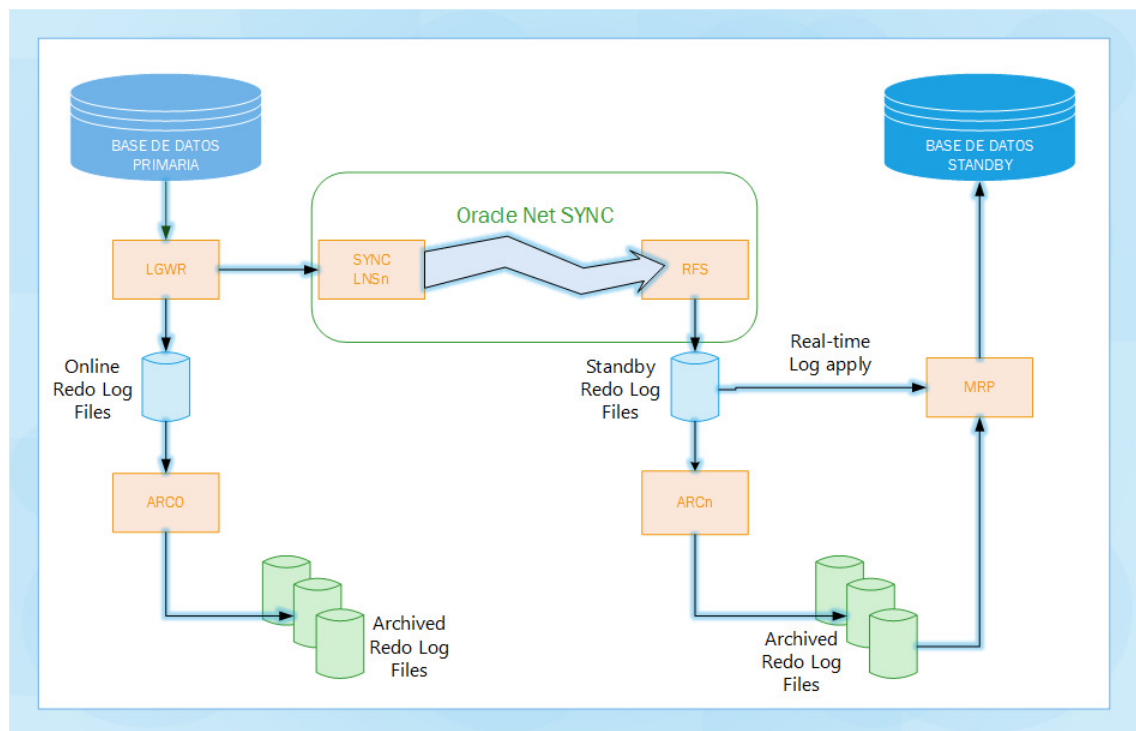 BASE DE DATOS
PRIMARIA
BASE DE DATOS
STANDBY
Oracle Net SYNC
LGWR
SYNC
LNSn
RFS
Online
Redo Log
Files
Standby
Redo Log
Files
Real-time
Log apply
MRP
ARC0
ARCn
Archived
Redo Log
Files
Archived
Redo Log
Files